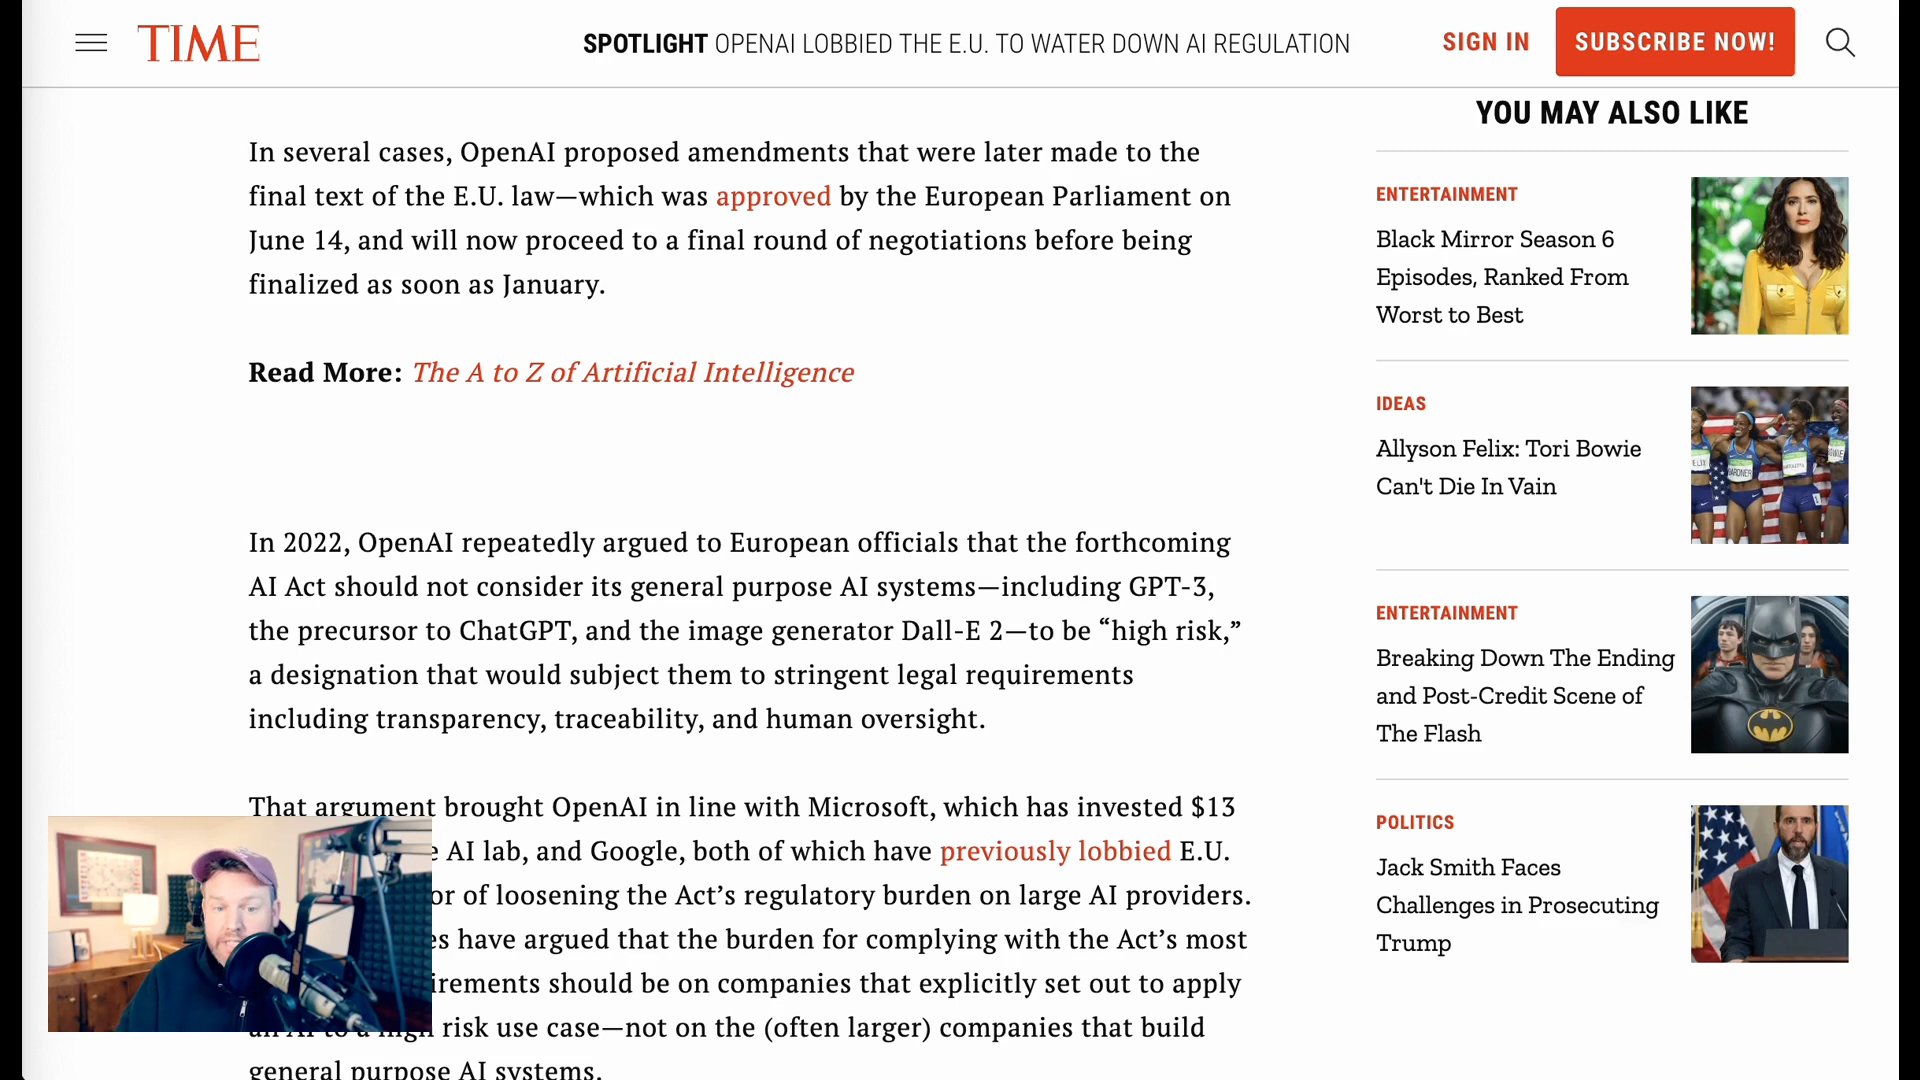 TIME
SPOTLIGHT OPENAI LOBBIED THE E.U. TO WATER DOWN AI REGULATION
SIGN IN
SUBSCRIBE NOW!
In several cases, OpenAI proposed amendments that were later made to the
final text of the E.U. law—which was approved by the European Parliament on
June 14, and will now proceed to a final round of negotiations before being
finalized as soon as January.
Read More: The A to Z of Artificial Intelligence
In 2022, OpenAI repeatedly argued to European officials that the forthcoming
AI Act should not consider its general purpose AI systems—including GPT-3,
the precursor to ChatGPT, and the image generator Dall-E 2—to be “high risk,”
a designation that would subject them to stringent legal requirements
including transparency, traceability, and human oversight.
That argument brought OpenAI in line with Microsoft, which has invested $13
AI lab, and Google, both of which have previously lobbied E.U.
or of loosening the Act’s regulatory burden on large AI providers.
have argued that the burden for complying with the Act’s most
irements should be on companies that explicitly set out to apply
risk use case—not on the (often larger) companies that build
general purpose AI systems.
YOU MAY ALSO LIKE
ENTERTAINMENT
Black Mirror Season 6
Episodes, Ranked From
Worst to Best
IDEAS
Allyson Felix: Tori Bowie
Can't Die In Vain
ENTERTAINMENT
Breaking Down The Ending
and Post-Credit Scene of
The Flash
POLITICS
Jack Smith Faces
Challenges in Prosecuting
Trump